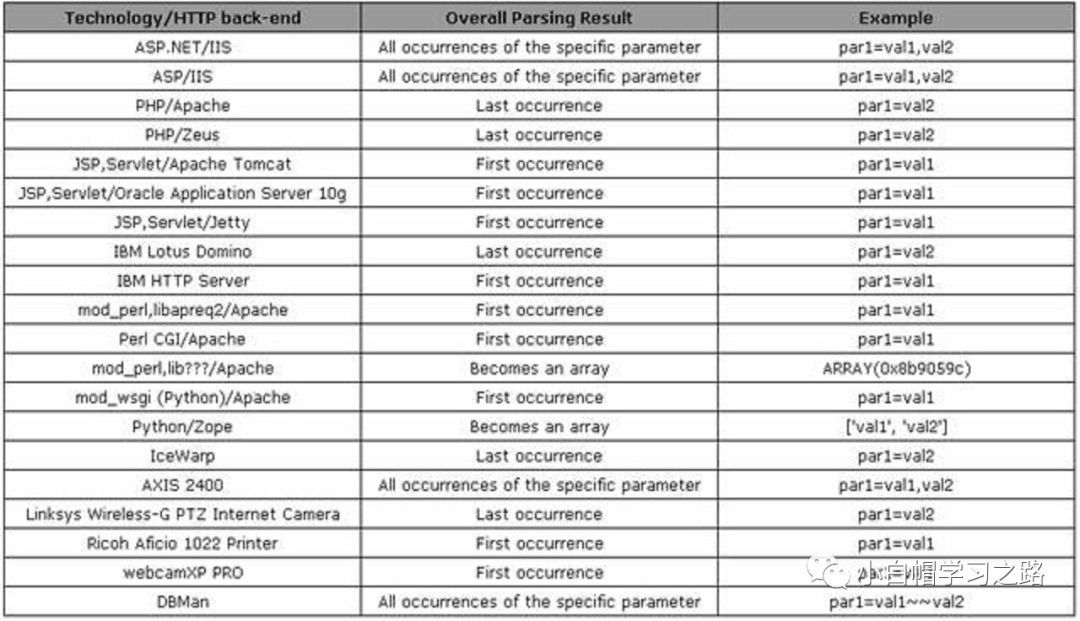 Technology/HTTP back-end Overall Parsing Result Example
ASP.NET/IIS All occurrences of the specific parameter par1=val1,val2
ASP/IIS All occurrences of the specific parameter par1=val1,val2
PHP/Apache Last occurrence par1=val2
PHP/Zeus Last occurrence par1=val2
JSP,Servlet/Apache Tomcat First occurrence par1=val1
JSP,Servlet/Oracle Application Server 10g First occurrence par1=val1
JSP,Servlet/Jetty First occurrence par1=val1
IBM Lotus Domino Last occurrence par1=val2
IBM HTTP Server First occurrence par1=val1
mod_perl,libapreq2/Apache First occurrence par1=val1
Perl CGI/Apache First occurrence par1=val1
mod_perl,lib???/Apache Becomes an array ARRAY(0x8b9059c)
mod_wsgi (Python)/Apache First occurrence par1=val1
Python/Zope Becomes an array ['val1', 'val2']
IceWarp Last occurrence par1=val2
AXIS 2400 All occurrences of the specific parameter par1=val1,val2
Linksys Wireless-G PTZ Internet Camera Last occurrence par1=val2
Ricoh Aficio 1022 Printer First occurrence par1=val1
webcamXP PRO First occurrence
小白帽学习之路
DBMan All occurrences of the specific parameter par1=val1~~val2